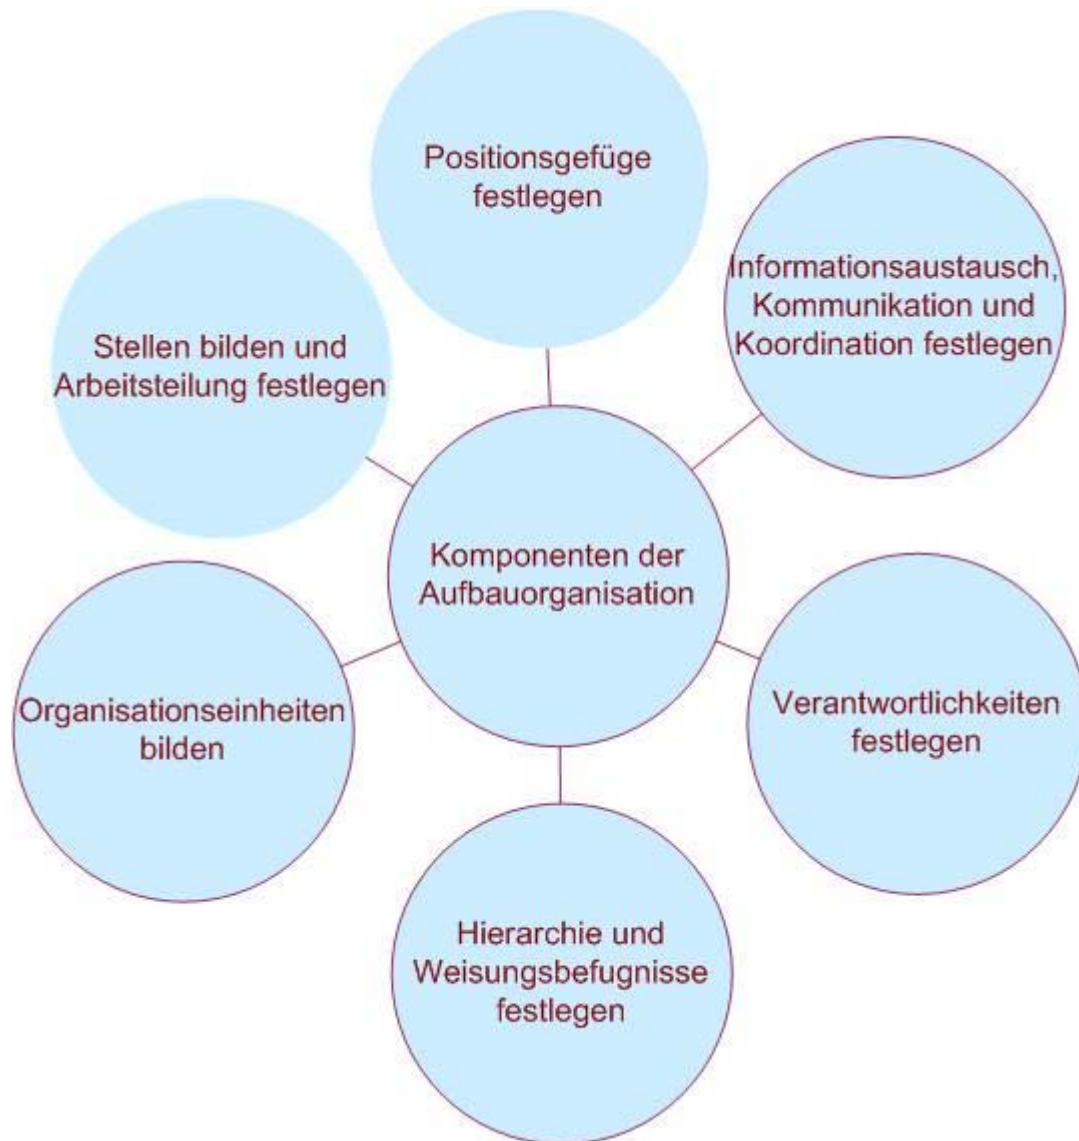 Positionsgefüge
festlegen
Informationsaustausch,
Kommunikation und
Koordination festlegen
Stellen bilden und
Arbeitsteilung festlegen
Komponenten der
Aufbauorganisation
Organisationseinheiten
bilden
Verantwortlichkeiten
festlegen
Hierarchie und
Weisungsbefugnisse
festlegen